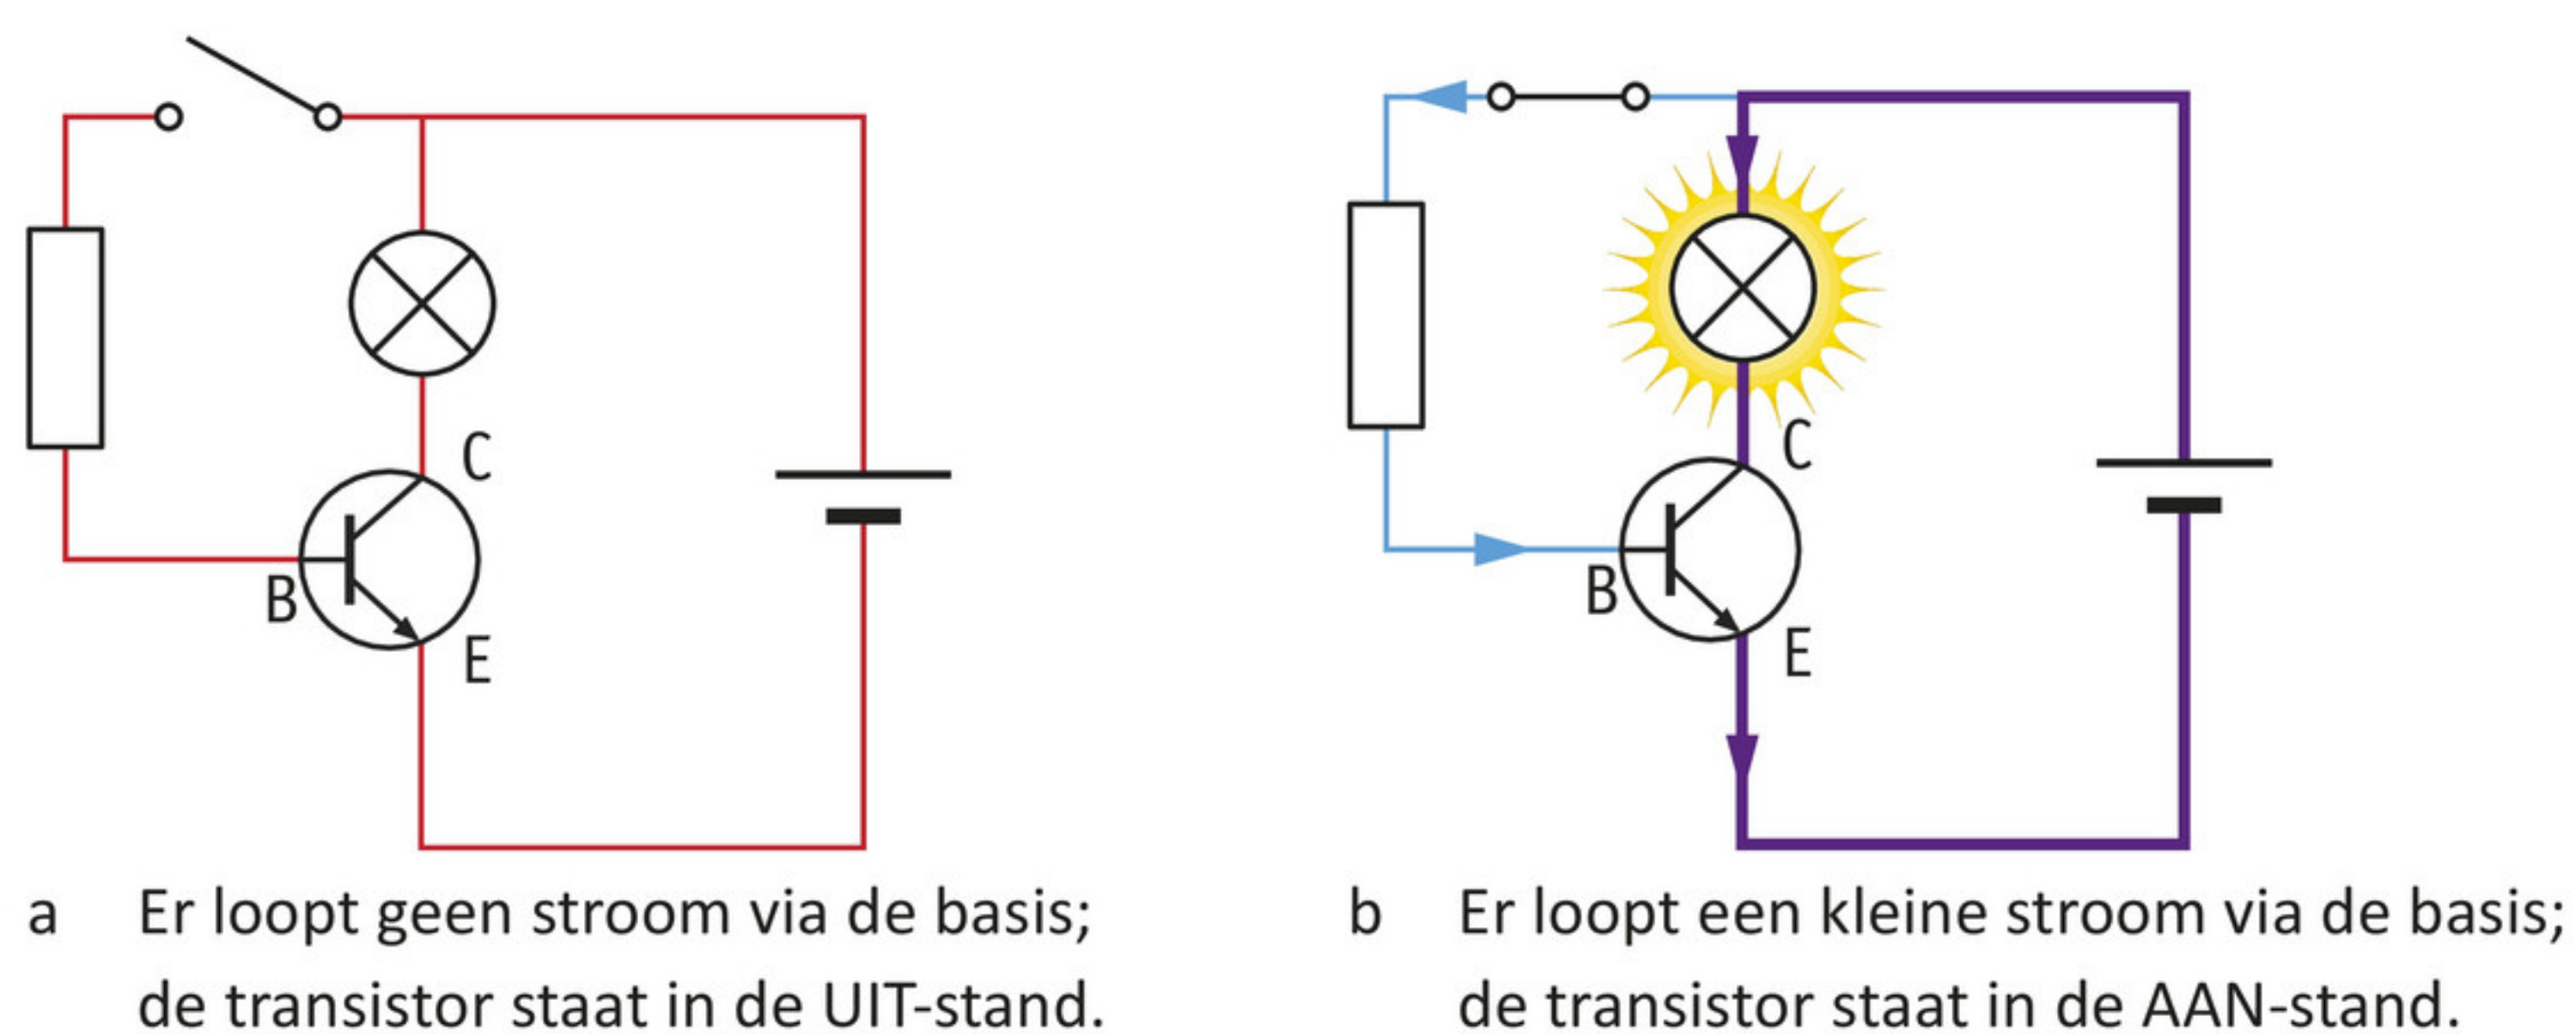 C
B
E
C
B
E
a Er loopt geen stroom via de basis;
de transistor staat in de UIT-stand.
b Er loopt een kleine stroom via de basis;
de transistor staat in de AAN-stand.